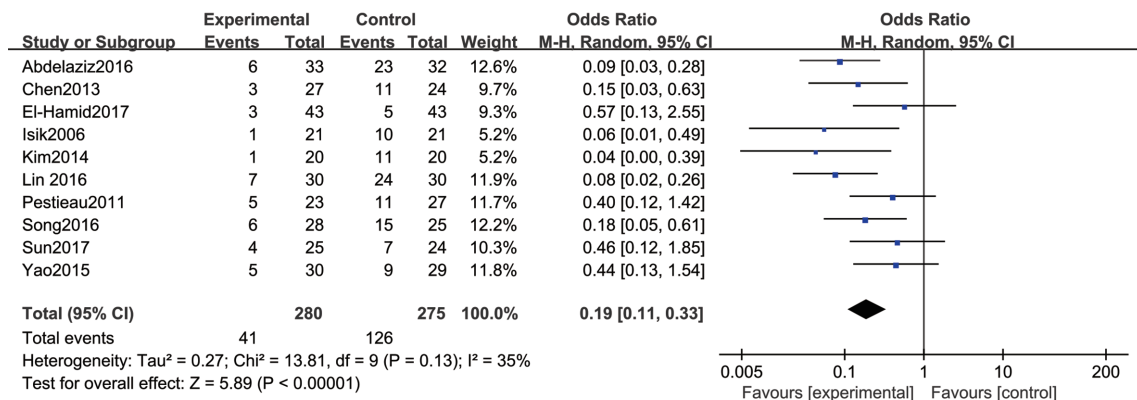 Experimental Control Odds Ratio Odds Ratio
Study or Subgroup Events Total Events Total Weight M-H. Random. 95% CI M-H. Random. 95% CI
Abdelaziz2016 6 33 23 32 12.6% 0.09 [0.03, 0.28]
Chen2013 3 27 11 24 9.7% 0.15 [0.03, 0.63]
El-Hamid2017 3 43 5 43 9.3% 0.57 [0.13, 2.55]
Isik2006 1 21 10 21 5.2% 0.06 [0.01, 0.49]
Kim2014 1 20 11 20 5.2% 0.04 [0.00, 0.39]
Lin 2016 7 30 24 30 11.9% 0.08 [0.02, 0.26]
Pestieau2011 5 23 11 27 11.7% 0.40 [0.12, 1.42]
Song2016 6 28 15 25 12.2% 0.18 [0.05, 0.61]
Sun2017 4 25 7 24 10.3% 0.46 [0.12, 1.85]
Yao2015 5 30 9 29 11.8% 0.44 [0.13, 1.54]
Total (95% CI) 280 275 100.0% 0.19 [0.11, 0.33]
Total events 41 126
Heterogeneity: Tau² = 0.27; Chi² = 13.81, df = 9 (P = 0.13); I² = 35%
Test for overall effect: Z = 5.89 (P < 0.00001)
0.005 0.1 1 10 200
Favours [experimental] Favours [control]